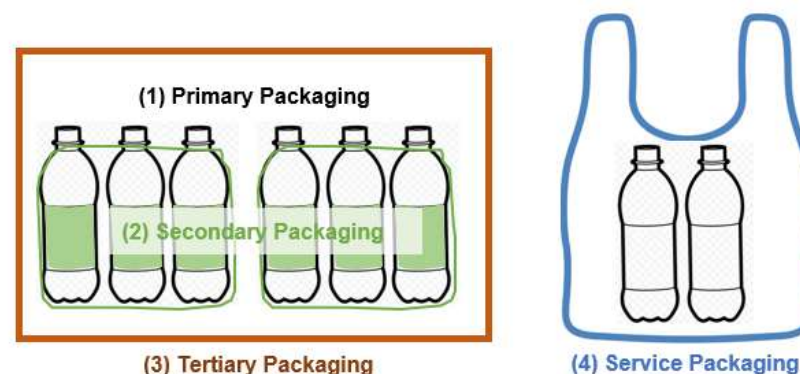 (1) Primary Packaging
(2) Secondary Packaging
(3) Tertiary Packaging
(4) Service Packaging